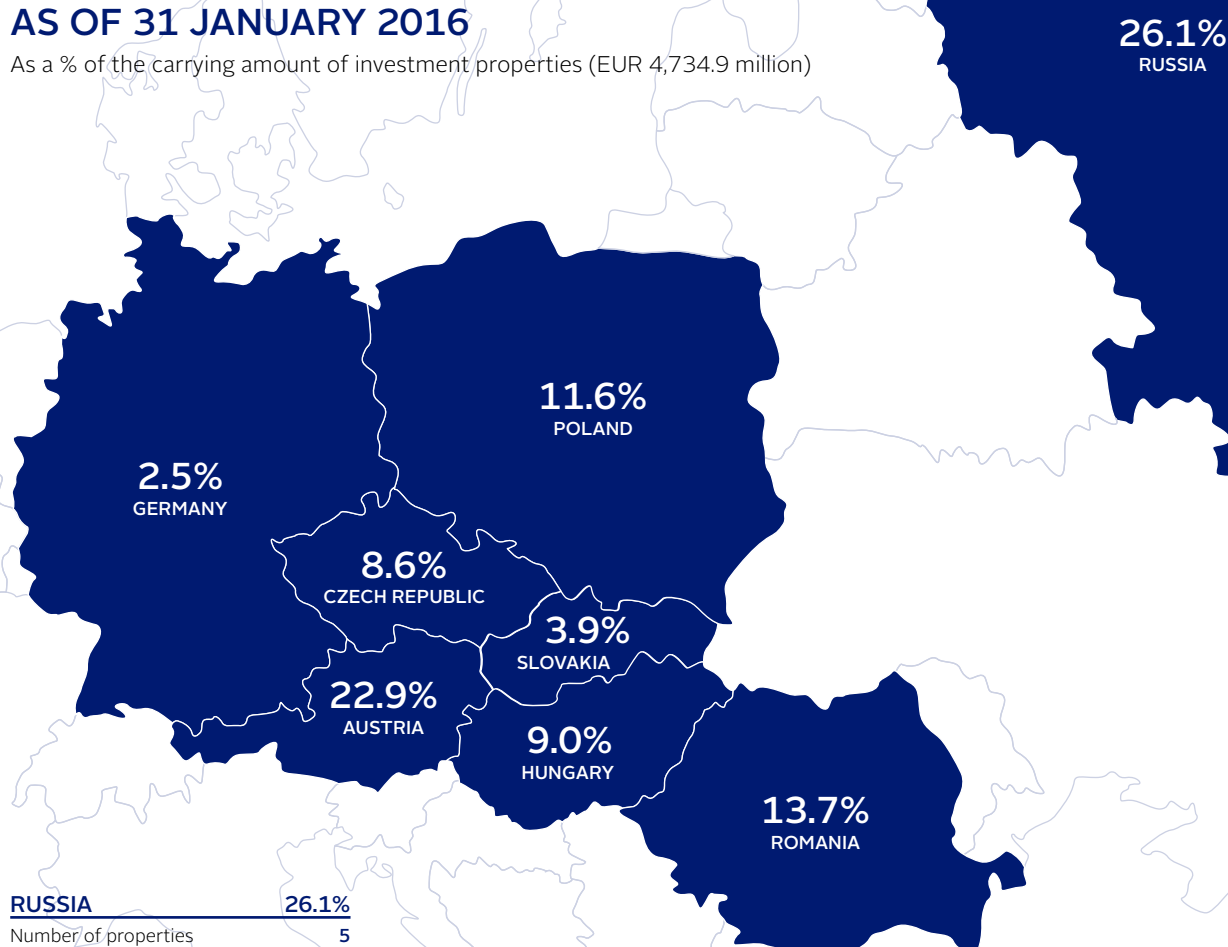 AS OF 31 JANUARY 2016
As a % of the carrying amount of investment properties (EUR 4,734.9 million)
26.1%
RUSSIA
11.6%
POLAND
2.5%
GERMANY
8.6%
CZECH REPUBLIC
3.9%
SLOVAKIA
22.9%
AUSTRIA
9.0%
HUNGARY
13.7%
ROMANIA
RUSSIA 26.1%
Number of properties 5